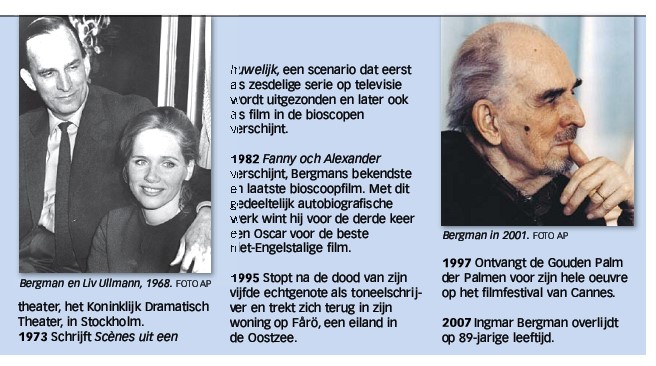 Bergman en Liv Ullmann, 1968. FOTO AP
theater, het Koninklijk Dramatisch
Theater, in Stockholm.
1973 Schrijft Scènes uit een
huwelijk, een scenario dat eerst
als zesdelige serie op televisie
wordt uitgezonden en later ook
als film in de bioscopen
verschijnt.
1982 Fanny och Alexander
verschijnt, Bergmans bekendste
en laatste bioscoopfilm. Met dit
gedeeltelijk autobiografische
werk wint hij voor de derde keer
een Oscar voor de beste
niet-Engelstalige film.
1995 Stopt na de dood van zijn
vijfde echtgenote als toneelschrij-
ver en trekt zich terug in zijn
woning op Fårö, een eiland in
de Oostzee.
Bergman in 2001. FOTO AP
1997 Ontvangt de Gouden Palm
der Palmen voor zijn hele oeuvre
op het filmfestival van Cannes.
2007 Ingmar Bergman overlijdt
op 89-jarige leeftijd.